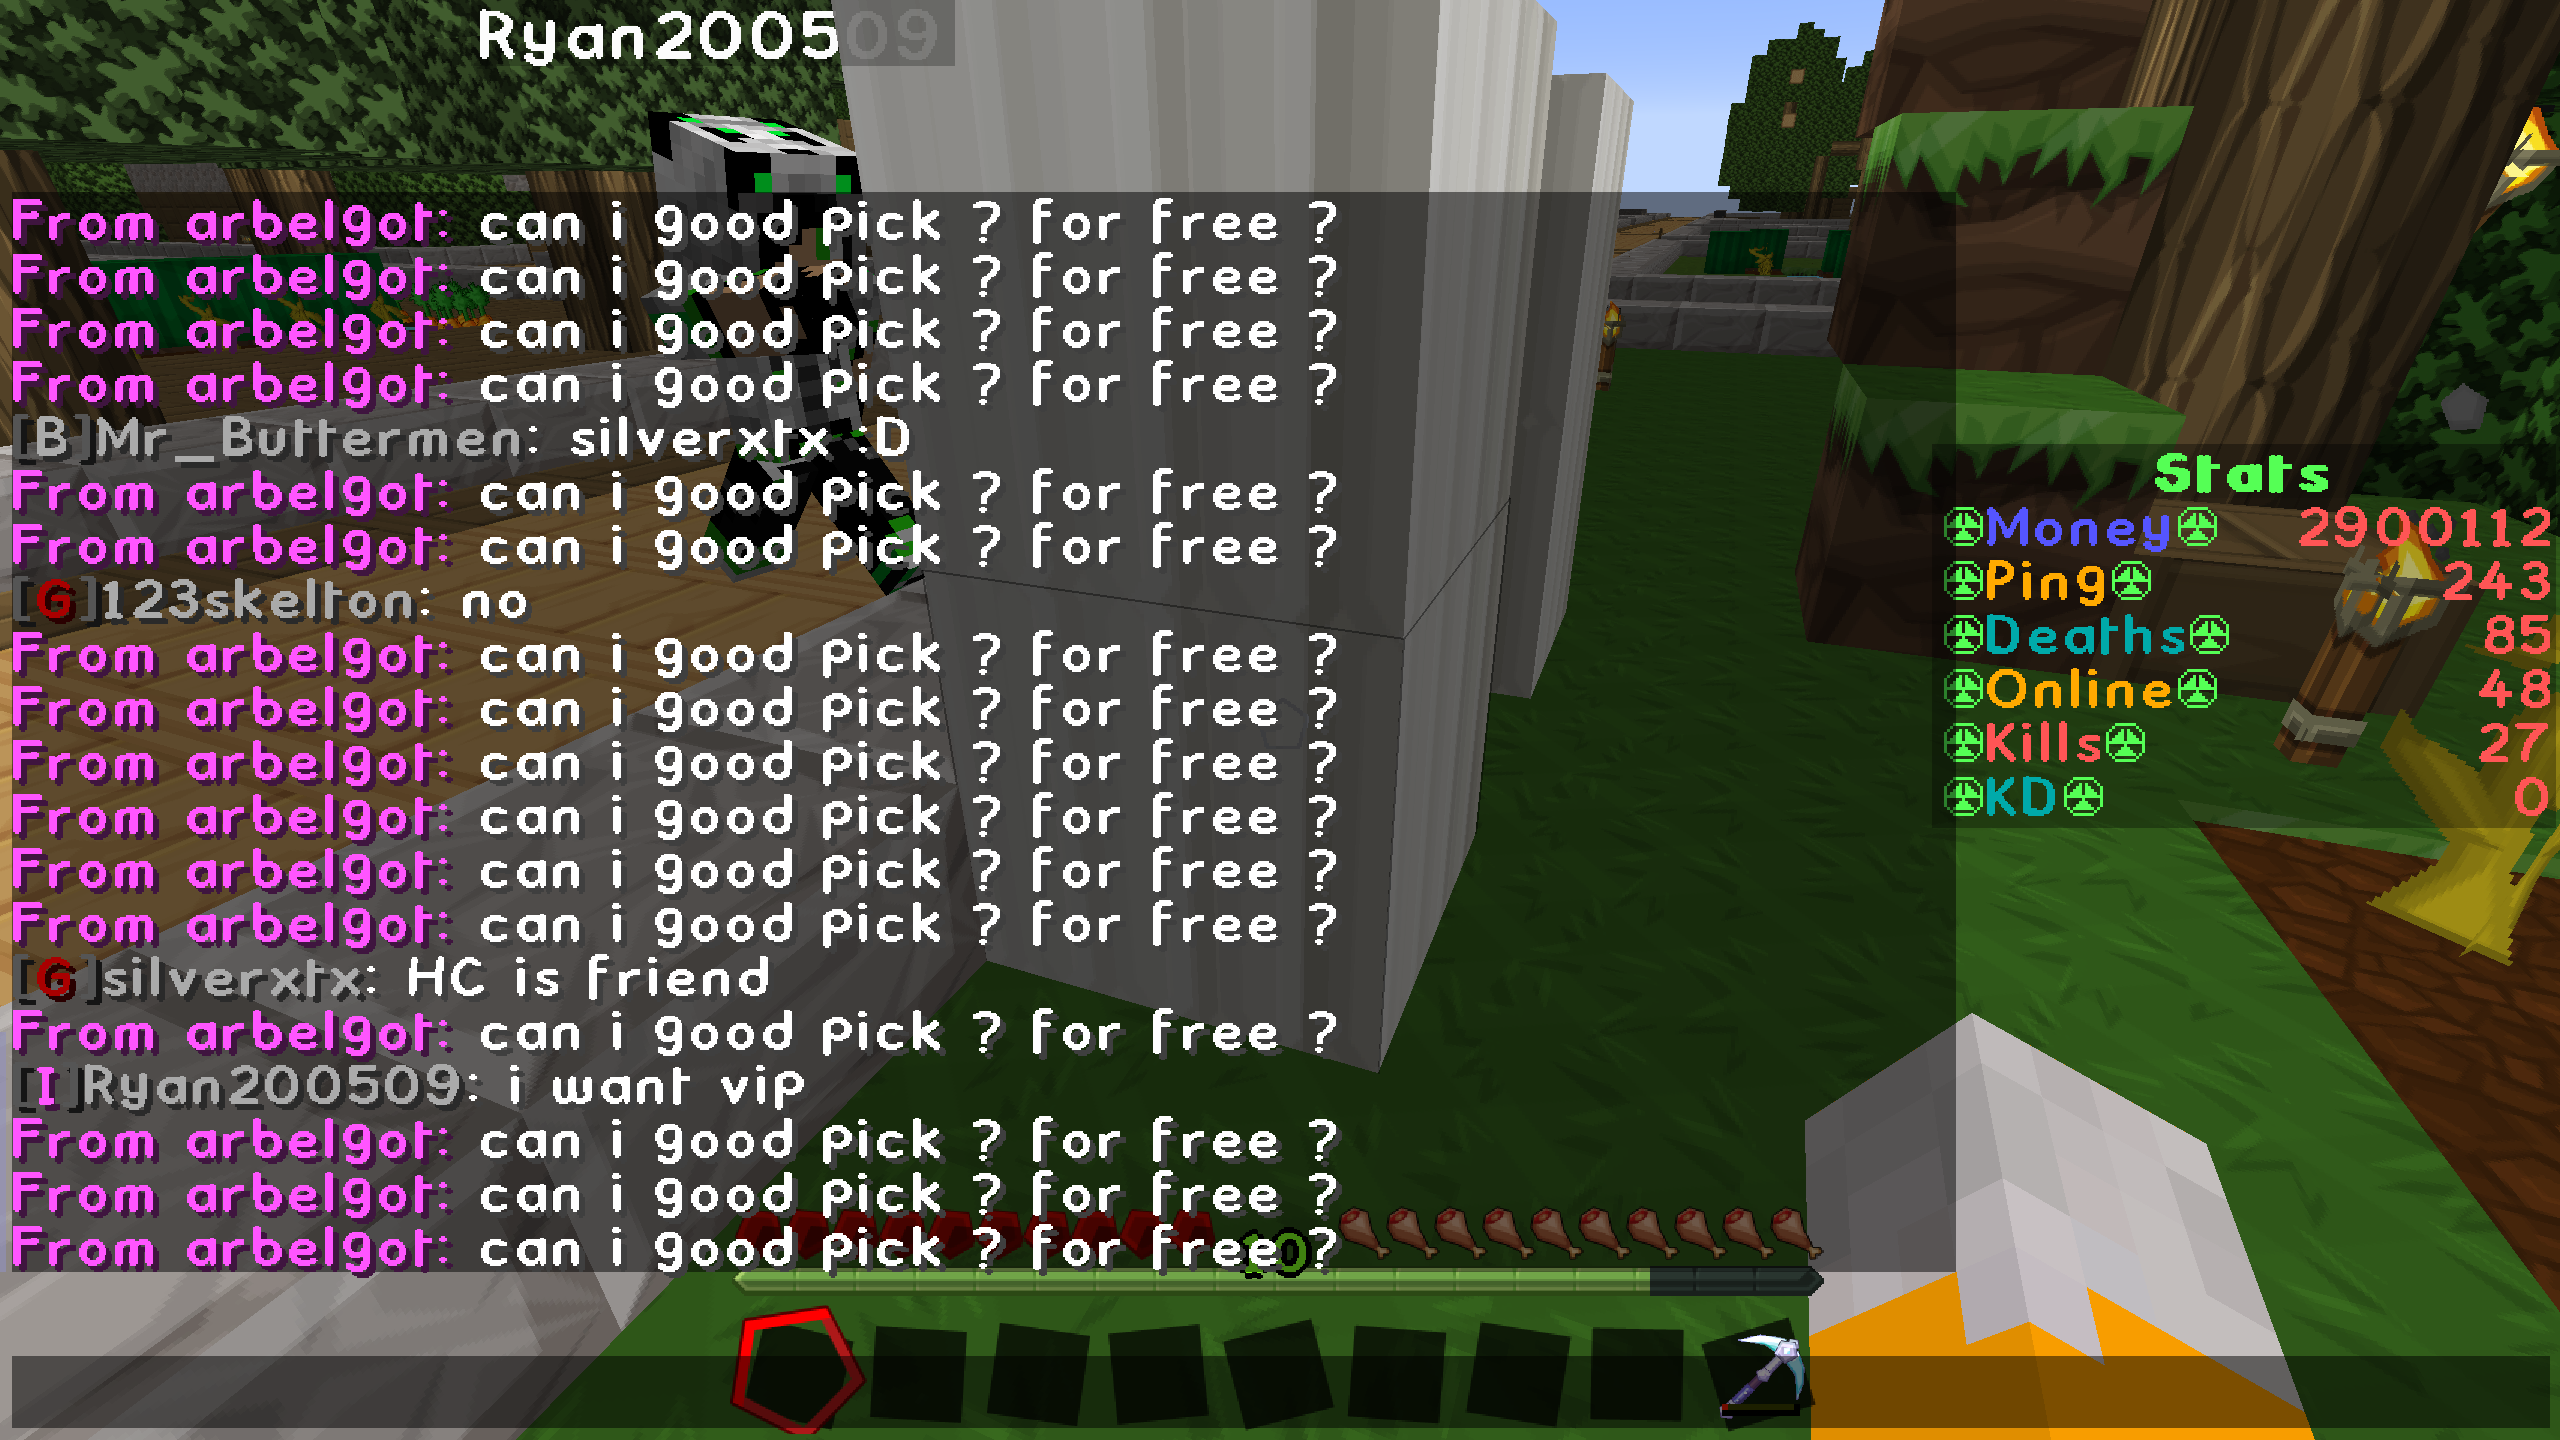 Ryan200509
From arbelgot: can i good pick ? for free ?
From arbelgot: can i good pick ? for free ?
From arbelgot: can i good pick ? for free ?
From arbelgot: can i good pick ? for free ?
[B]Mr_Buttermen: silverxtx :D
From arbelgot: can i good pick ? for free ?
From arbelgot: can i good pick ? for free ?
[G]123skelton: no
From arbelgot: can i good pick ? for free ?
From arbelgot: can i good pick ? for free ?
From arbelgot: can i good pick ? for free ?
From arbelgot: can i good pick ? for free ?
From arbelgot: can i good pick ? for free ?
From arbelgot: can i good pick ? for free ?
[G]silverxtx: HC is friend
From arbelgot: can i good pick ? for free ?
[I]Ryan200509: i want vip
From arbelgot: can i good pick ? for free ?
From arbelgot: can i good pick ? for free ?
From arbelgot: can i good pick ? for free ?
Stats
Money 2900112
Ping 243
Deaths 85
Online 48
Kills 27
KD 0